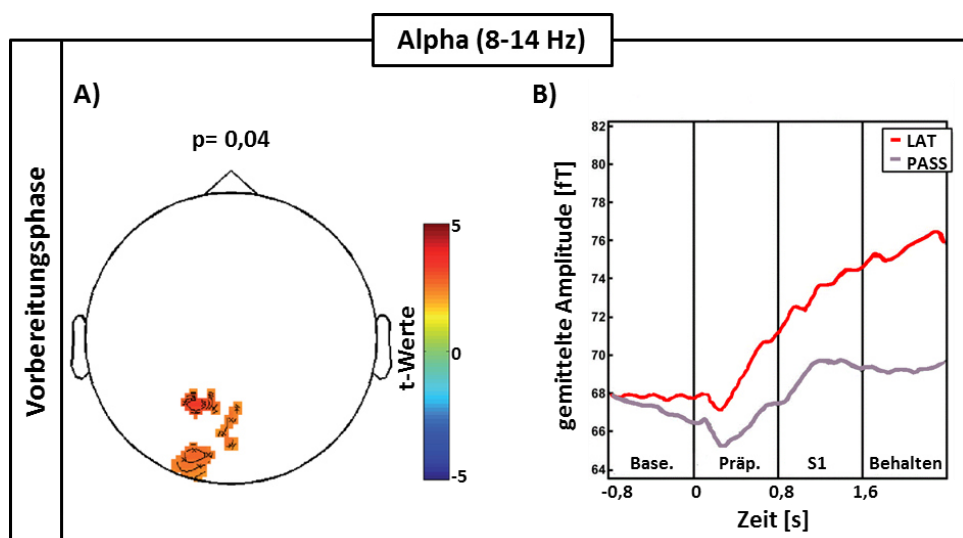 Alpha (8-14 Hz)
Vorbereitungsphase
A)
p= 0,04
5
0
-5
t-Werte
B)
gemittelte Amplitude [fT]
82
80
78
76
74
72
70
68
66
64
LAT
PASS
Base. Präp. S1 Behalten
-0,8 0 0,8 1,6
Zeit [s]